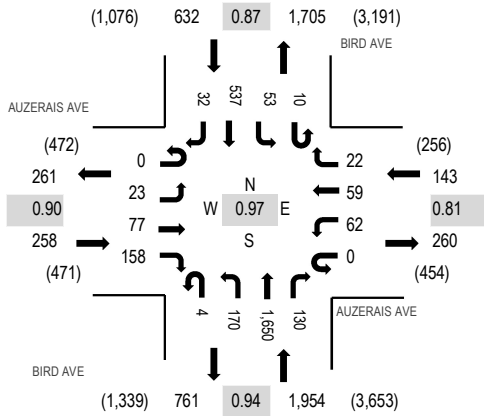 (1,076) 632 0.87 1,705 (3,191)
BIRD AVE
AUZERAIS AVE
32 537 53 10
(472) (256)
0 22
261 143
23 59
N
0.90 W 0.97 E 0.81
77 62
258 S 260
158 0
(471) (454)
4 170 1,650 130
AUZERAIS AVE
BIRD AVE
(1,339) 761 0.94 1,954 (3,653)